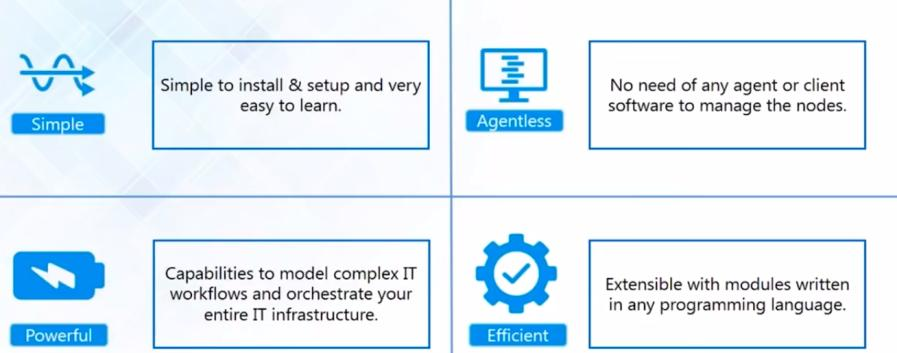 Simple
Simple to install & setup and very
easy to learn.
Agentless
No need of any agent or client
software to manage the nodes.
Powerful
Capabilities to model complex IT
workflows and orchestrate your
entire IT infrastructure.
Efficient
Extensible with modules written
in any programming language.